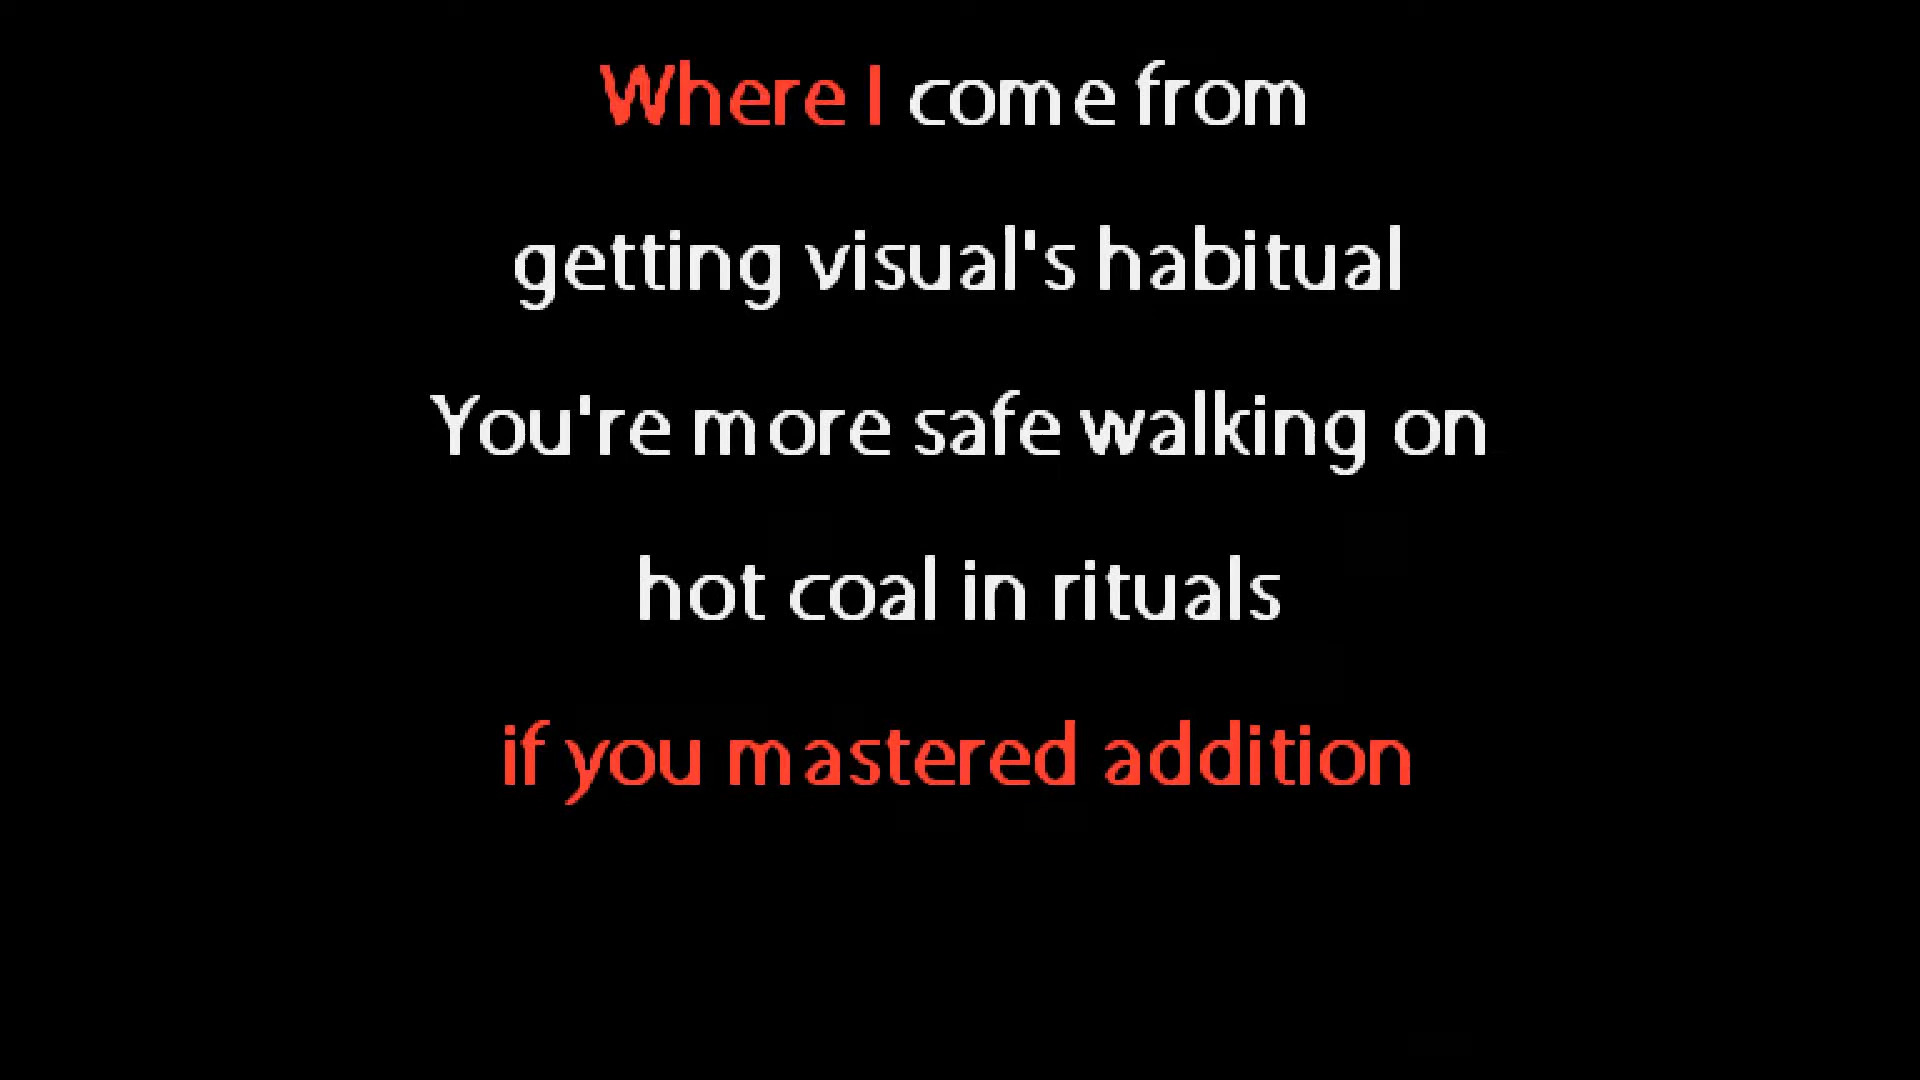 Where I come from
getting visual's habitual
You're more safe walking on
hot coal in rituals
if you mastered addition